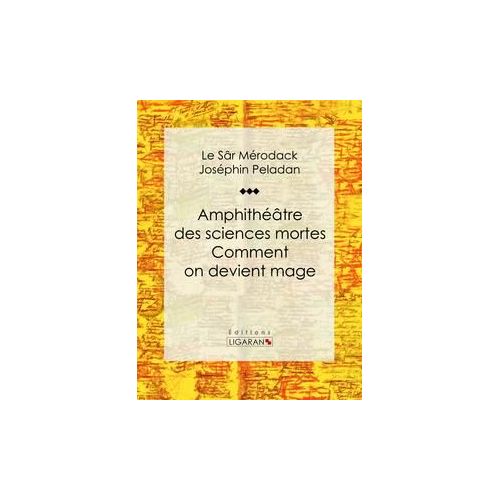 Le Sâr Mérodack
Joséphin Peladan
Amphithéâtre
des sciences mortes
Comment
on devient mage
Éditions
LIGARAN